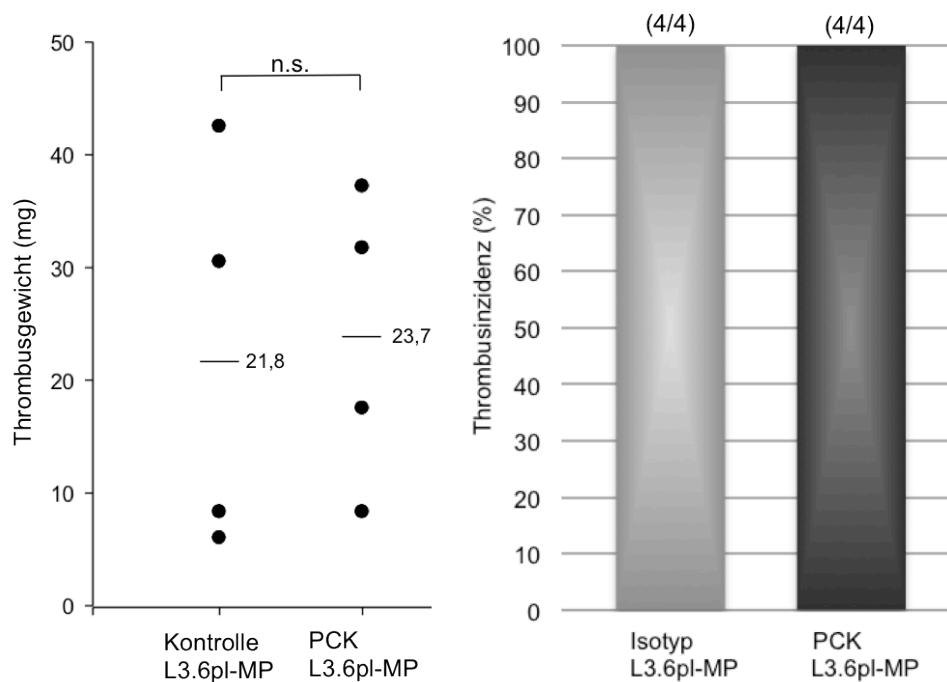 50
40
30
20
10
0
Thrombusgewicht (mg)
n.s.
21,8
23,7
Kontrolle
L3.6pl-MP
PCK
L3.6pl-MP
(4/4)
(4/4)
100
90
80
70
60
50
40
30
20
10
0
Thrombusinzidenz (%)
Isotyp
L3.6pl-MP
PCK
L3.6pl-MP